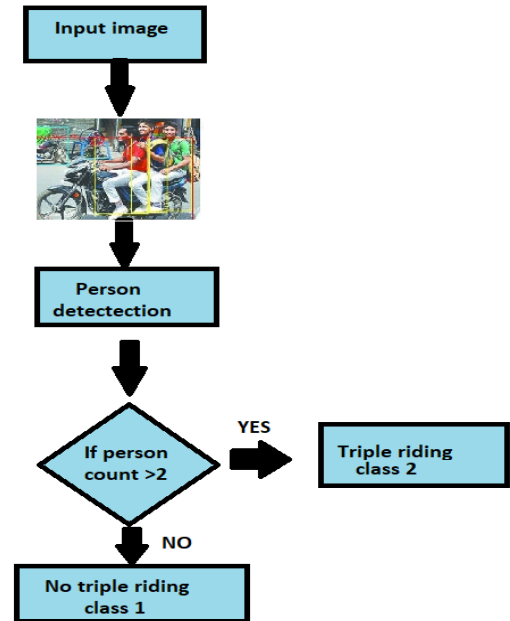 Input image
Person
detectection
If person
count >2
YES
Triple riding
class 2
NO
No triple riding
class 1